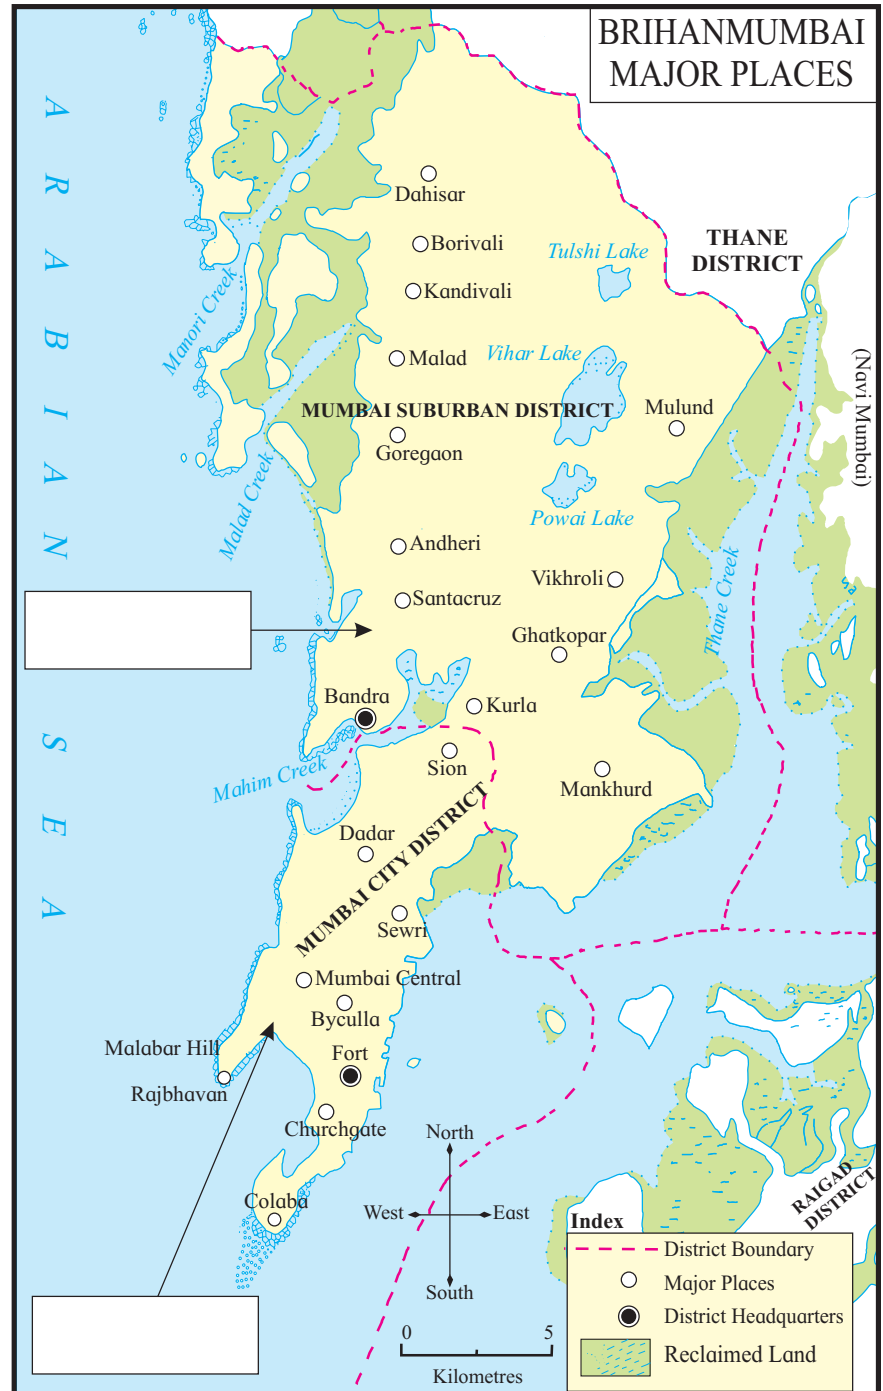 BRIHANMUMBAI
MAJOR PLACES
ARABIAN SEA
Dahisar
Borivali
Tulshi Lake
THANE
DISTRICT
Kandivali
Manori Creek
Malad
Vihar Lake
(Navi Mumbai)
MUMBAI SUBURBAN DISTRICT
Mulund
Goregaon
Malad Creek
Powai Lake
Andheri
Vikhroli
Thane Creek
Santacruz
Ghatkopar
Bandra
Kurla
Mahim Creek
Sion
Mankhurd
Dadar
MUMBAI CITY DISTRICT
Sewri
Mumbai Central
Byculla
Malabar Hill
Fort
Rajbhavan
Churchgate
North
RAIGAD
DISTRICT
Colaba
West
East
South
Index
District Boundary
Major Places
District Headquarters
Reclaimed Land
0 5
Kilometres